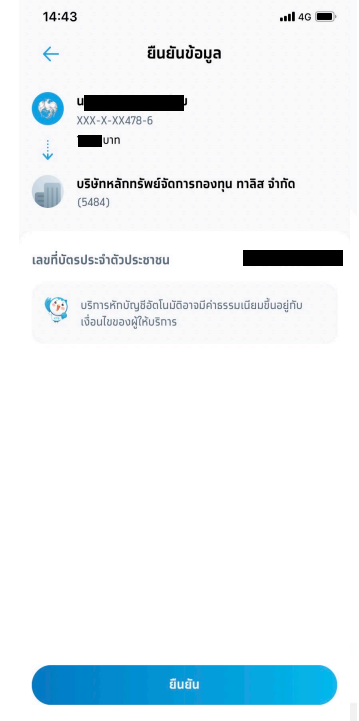 14:43
4G
ยืนยันข้อมูล
XXX-X-XX478-6
บาท
บริษัทหลักทรัพย์จัดการกองทุน ทาลิส จำกัด
(5484)
เลขที่บัตรประจำตัวประชาชน
บริการหักบัญชีอัตโนมัติอาจมีค่าธรรมเนียมขึ้นอยู่กับ
เงื่อนไขของผู้ให้บริการ
ยืนยัน